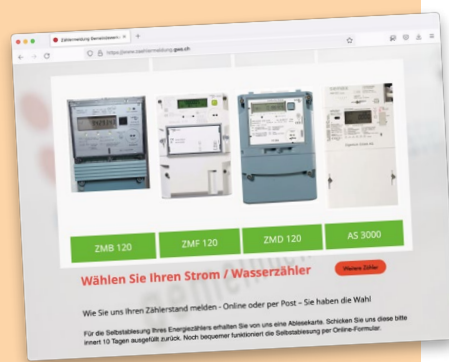 Zählermeldung Gemeindewerk
https://www.zaehlermeldung.gwa.ch
ZMB 120
ZMF 120
ZMD 120
AS 3000
Wählen Sie Ihren Strom / Wasserzähler
Weitere Zähler
Wie Sie uns Ihren Zählerstand melden - Online oder per Post – Sie haben die Wahl
Für die Selbstablesung Ihres Energiezählers erhalten Sie von uns eine Ablesekarte. Schicken Sie uns diese bitte
innert 10 Tagen ausgefüllt zurück. Noch bequemer funktioniert die Selbstablesung per Online-Formular.